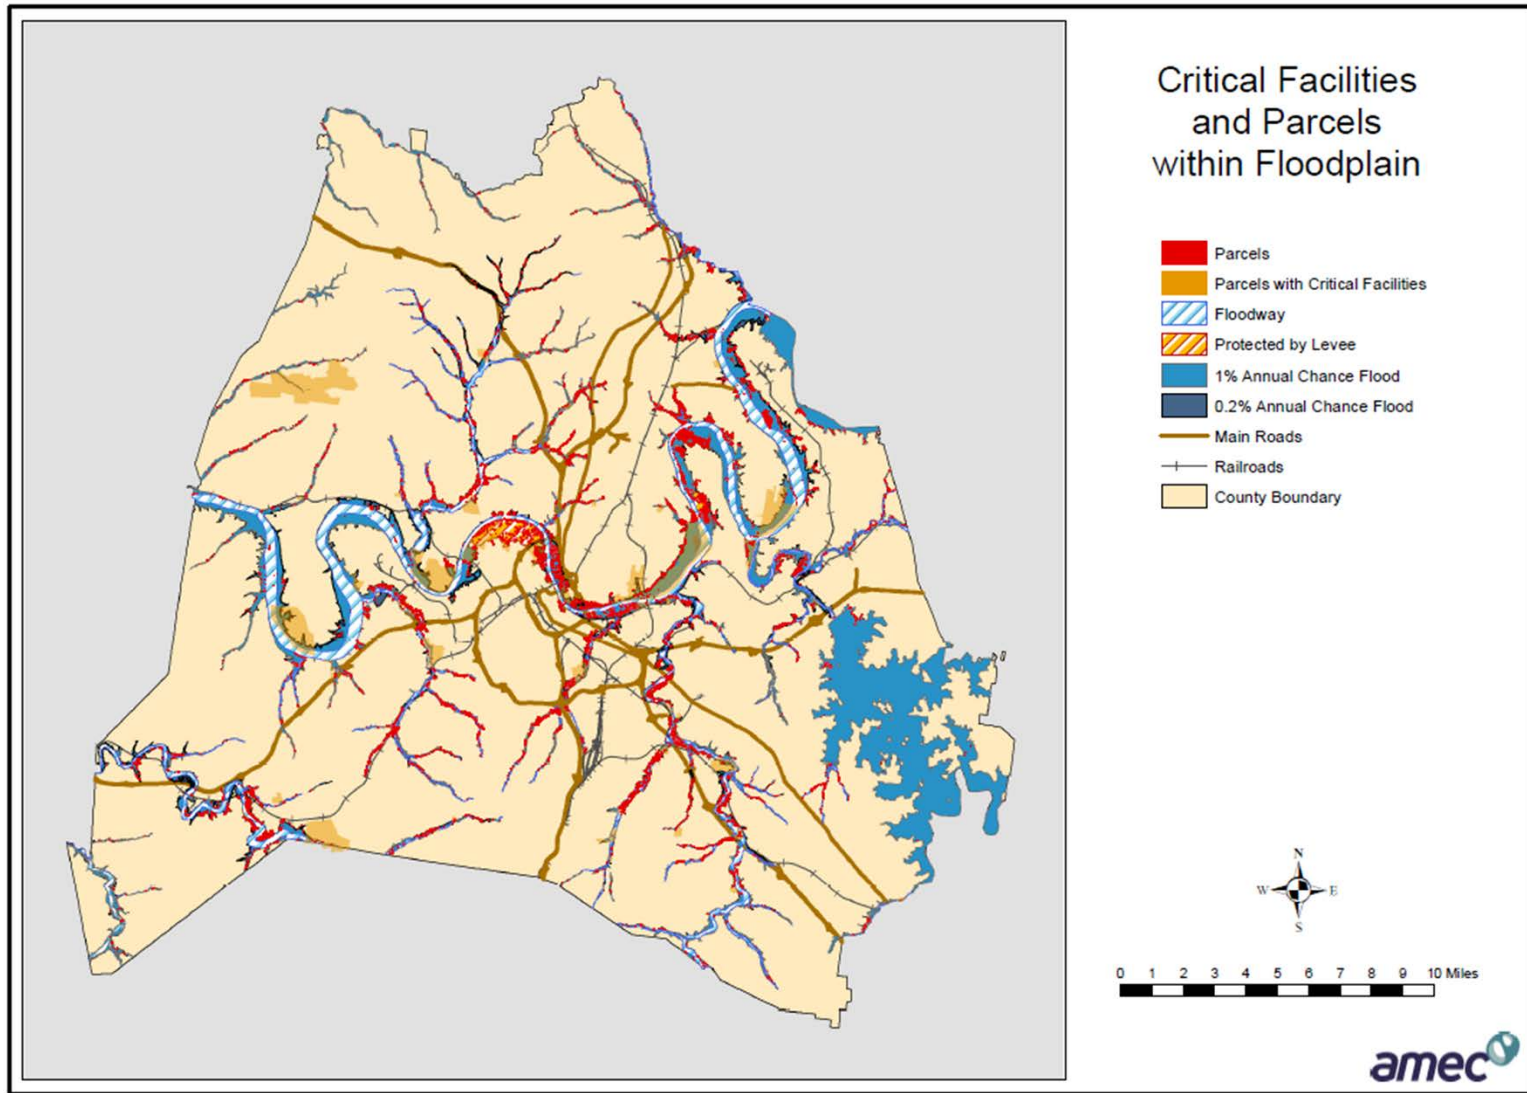 Critical Facilities
and Parcels
within Floodplain
Parcels
Parcels with Critical Facilities
Floodway
Protected by Levee
1% Annual Chance Flood
0.2% Annual Chance Flood
Main Roads
Railroads
County Boundary
N
W E
S
0 1 2 3 4 5 6 7 8 9 10 Miles
amec